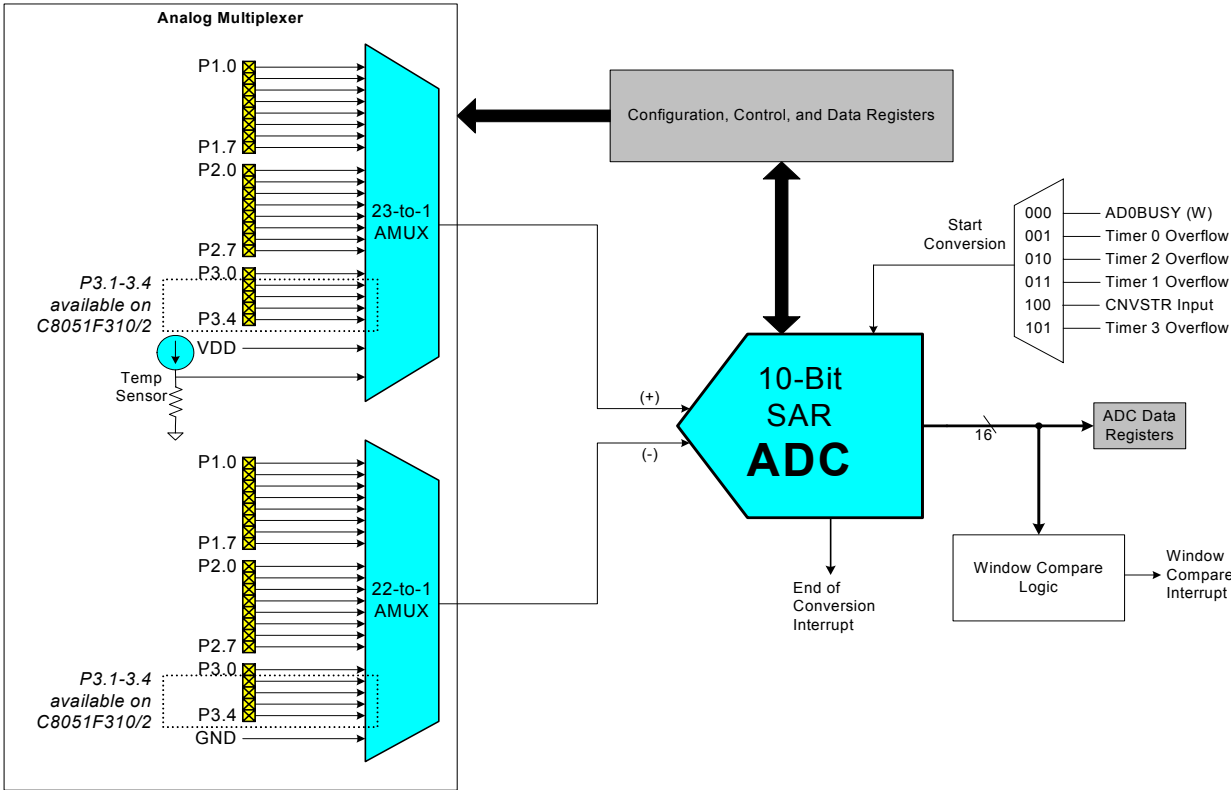 Analog Multiplexer
P1.0
P1.7
P2.0
P2.7
P3.0
P3.4
P3.1-3.4
available on
C8051F310/2
VDD
Temp
Sensor
23-to-1
AMUX
P1.0
P1.7
P2.0
P2.7
P3.0
P3.4
P3.1-3.4
available on
C8051F310/2
GND
22-to-1
AMUX
Configuration, Control, and Data Registers
Start
Conversion
000
AD0BUSY (W)
001
Timer 0 Overflow
010
Timer 2 Overflow
011
Timer 1 Overflow
100
CNVSTR Input
101
Timer 3 Overflow
(+)
(-)
10-Bit
SAR
ADC
16
ADC Data
Registers
End of
Conversion
Interrupt
Window Compare
Logic
Window
Compare
Interrupt